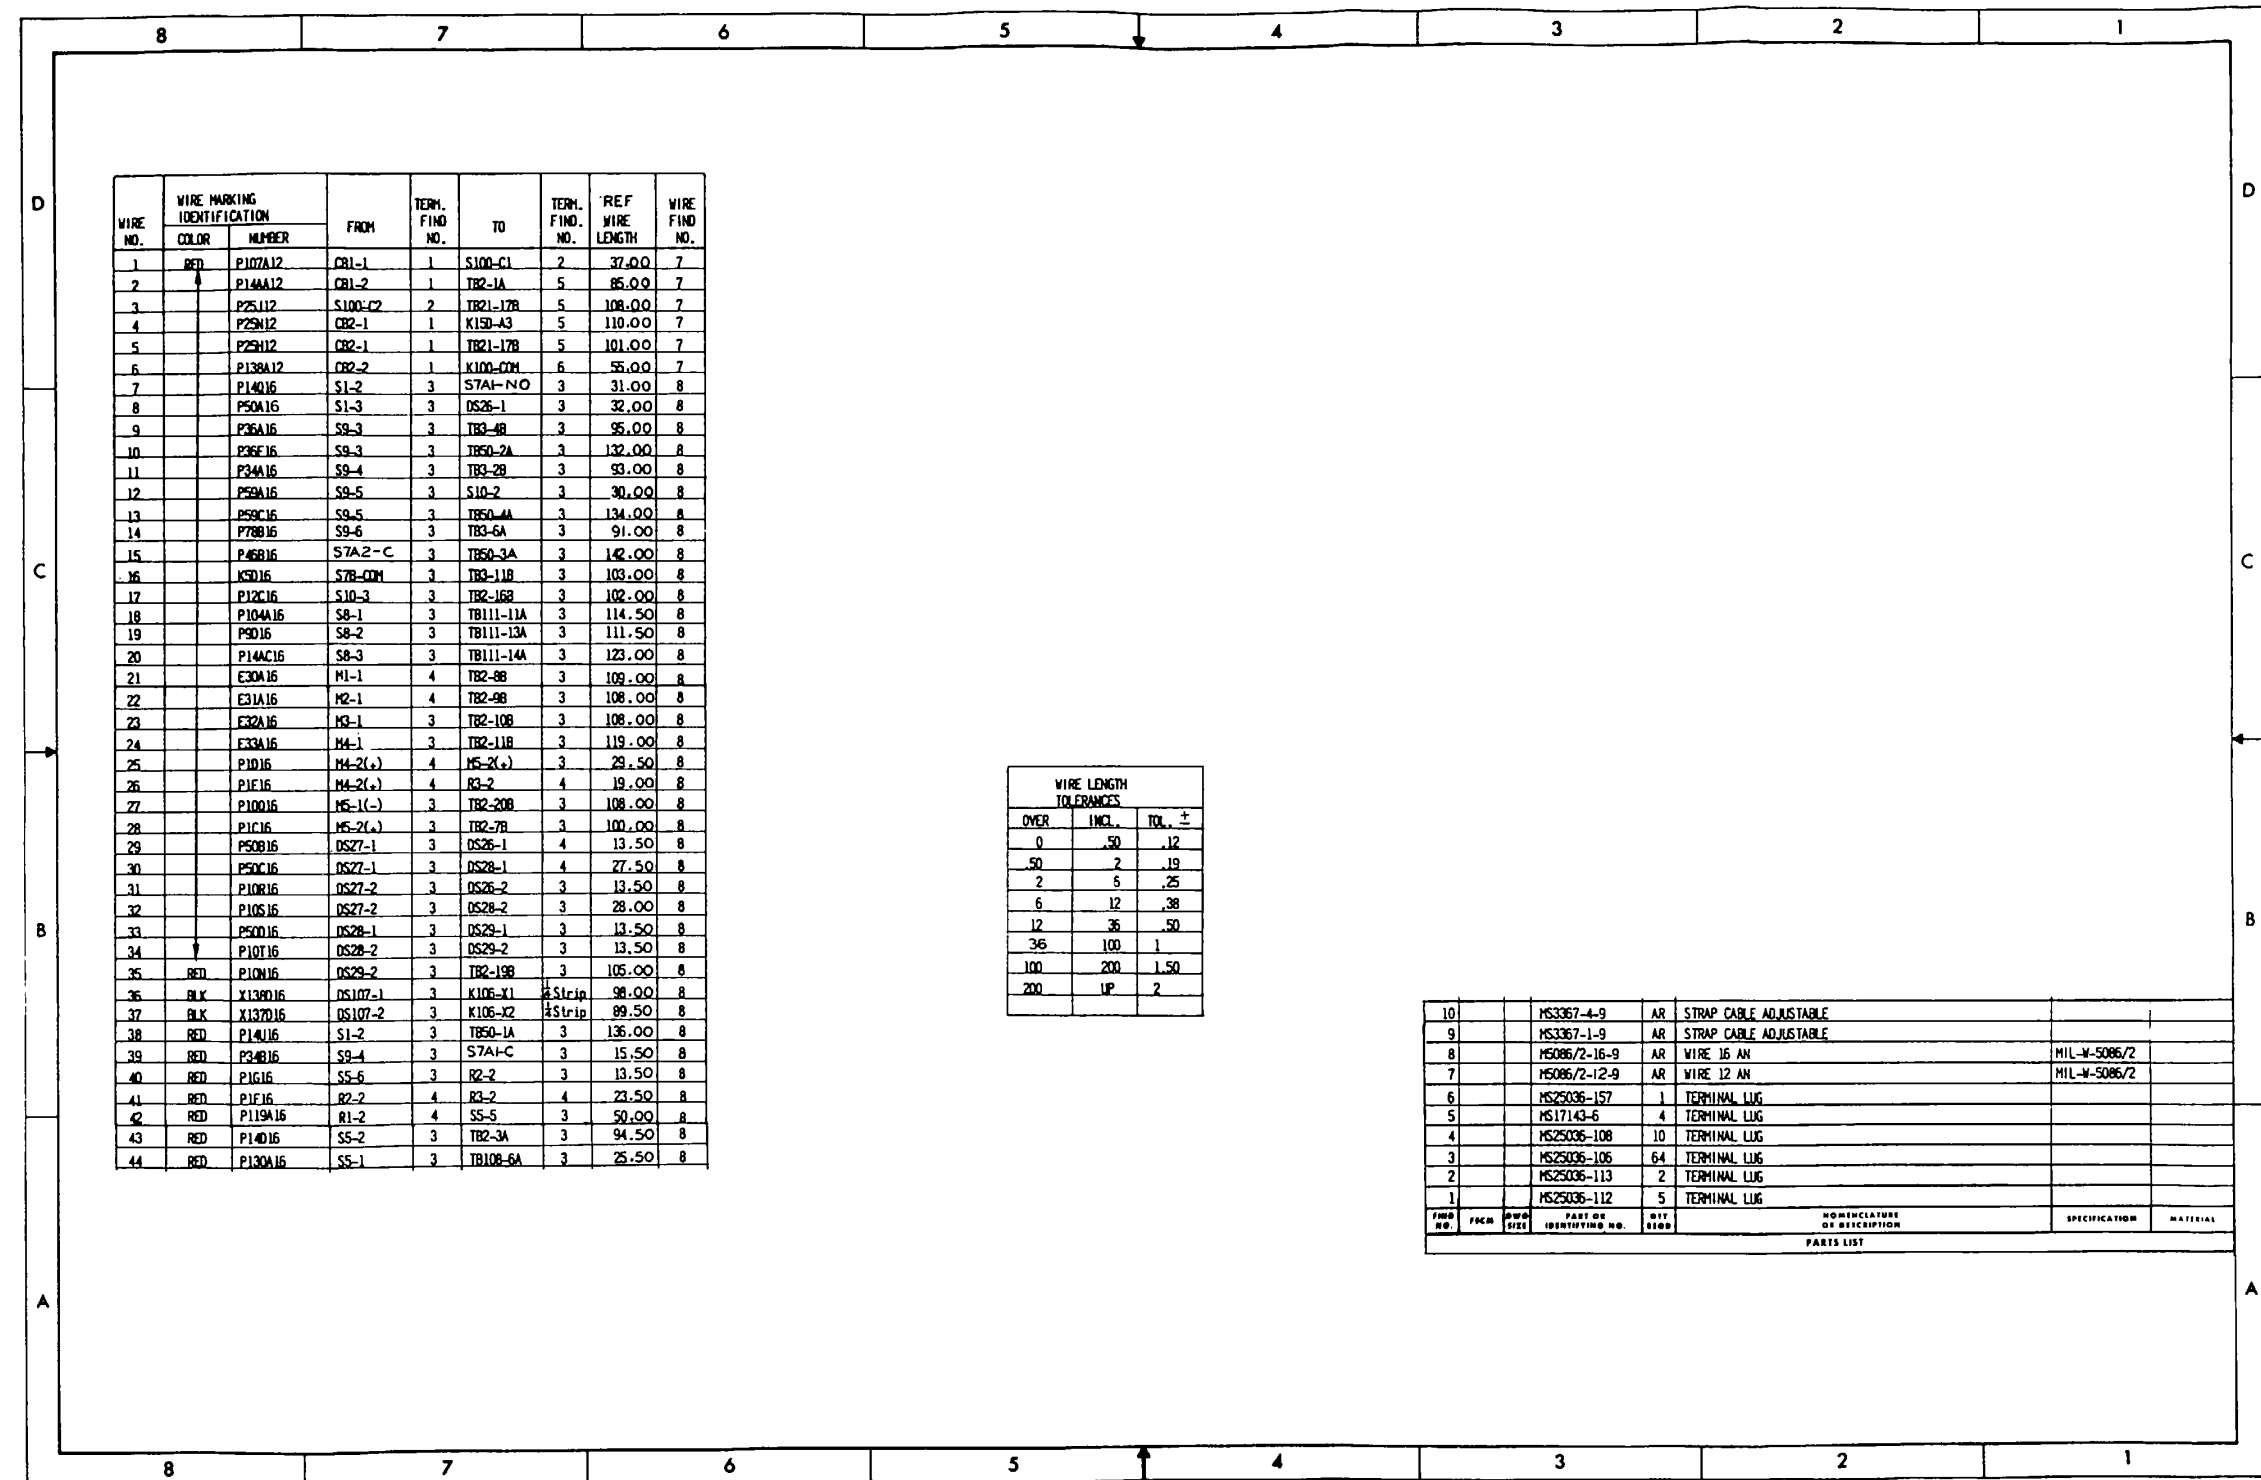 8 7 6 5 4 3 2 1
D D
WIRE NO. WIRE MARKING IDENTIFICATION FROM TERM. FIND NO. TO TERM. FIND. NO. REF WIRE LENGTH WIRE FIND NO.
COLOR NUMBER
1 RED P107A12 CB1-1 1 S100-C1 2 37.00 7
2 P14AA12 CB1-2 1 TB2-1A 5 85.00 7
3 P25J12 S100-C2 2 TB21-17B 5 108.00 7
4 P25N12 CB2-1 1 K150-A3 5 110.00 7
5 P25H12 CB2-1 1 TB21-17B 5 101.00 7
6 P138A12 CB2-2 1 K100-COM 6 55.00 7
7 P14Q16 S1-2 3 S7A1-NO 3 31.00 8
8 P50A16 S1-3 3 DS26-1 3 32.00 8
9 P36A16 S9-3 3 TB3-4B 3 95.00 8
10 P36F16 S9-3 3 TB50-2A 3 132.00 8
11 P34A16 S9-4 3 TB3-2B 3 93.00 8
12 P59A16 S9-5 3 S10-2 3 30.00 8
13 P59C16 S9-5 3 TB50-4A 3 134.00 8
14 P78B16 S9-6 3 TB3-6A 3 91.00 8
15 P46B16 S7A2-C 3 TB50-3A 3 142.00 8
16 K5D16 S7B-COM 3 TB3-11B 3 103.00 8
17 P12C16 S10-3 3 TB2-16B 3 102.00 8
18 P104A16 S8-1 3 TB111-11A 3 114.50 8
19 P9D16 S8-2 3 TB111-13A 3 111.50 8
20 P14AC16 S8-3 3 TB111-14A 3 123.00 8
21 E30A16 M1-1 4 TB2-8B 3 109.00 8
22 E31A16 M2-1 4 TB2-9B 3 108.00 8
23 E32A16 M3-1 3 TB2-10B 3 108.00 8
24 E33A16 M4-1 3 TB2-11B 3 119.00 8
25 P1D16 M4-2(+) 4 M5-2(+) 3 29.50 8
26 P1E16 M4-2(+) 4 R3-2 4 19.00 8
27 P10Q16 M5-1(-) 3 TB2-20B 3 108.00 8
28 P1C16 M5-2(+) 3 TB2-7B 3 100.00 8
29 P50B16 DS27-1 3 DS26-1 4 13.50 8
30 P50C16 DS27-1 3 DS28-1 4 27.50 8
31 P10R16 DS27-2 3 DS26-2 3 13.50 8
32 P10S16 DS27-2 3 DS28-2 3 28.00 8
33 P50D16 DS28-1 3 DS29-1 3 13.50 8
34 P10T16 DS28-2 3 DS29-2 3 13.50 8
35 RED P10N16 DS29-2 3 TB2-19B 3 105.00 8
36 BLK X138D16 DS107-1 3 K106-X1 Strip 98.00 8
37 BLK X137D16 DS107-2 3 K106-X2 Strip 89.50 8
38 RED P14U16 S1-2 3 TB50-1A 3 136.00 8
39 RED P34B16 S9-4 3 S7A1-C 3 15.50 8
40 RED P1G16 S5-6 3 R2-2 3 13.50 8
41 RED P1F16 R2-2 4 R3-2 4 23.50 8
42 RED P119A16 R1-2 4 S5-5 3 50.00 8
43 RED P14D16 S5-2 3 TB2-3A 3 94.50 8
44 RED P130A16 S5-1 3 TB108-6A 3 25.50 8
C C
WIRE LENGTH
TOLERANCES
OVER INCL. TOL. ±
0 .50 .12
.50 2 .19
2 6 .25
6 12 .38
12 36 .50
36 100 1
100 200 1.50
200 UP 2
B B
10 MS3367-4-9 AR STRAP CABLE ADJUSTABLE
9 MS3367-1-9 AR STRAP CABLE ADJUSTABLE
8 M5086/2-16-9 AR WIRE 16 AN MIL-W-5086/2
7 M5086/2-12-9 AR WIRE 12 AN MIL-W-5086/2
6 MS25036-157 1 TERMINAL LUG
5 MS17143-6 4 TERMINAL LUG
4 MS25036-108 10 TERMINAL LUG
3 MS25036-106 64 TERMINAL LUG
2 MS25036-113 2 TERMINAL LUG
1 MS25036-112 5 TERMINAL LUG
FIND NO. FSCM DWG SIZE PART OR IDENTIFYING NO. QTY REQD NOMENCLATURE OR DESCRIPTION SPECIFICATION MATERIAL
PARTS LIST
A A
8 7 6 5 4 3 2 1